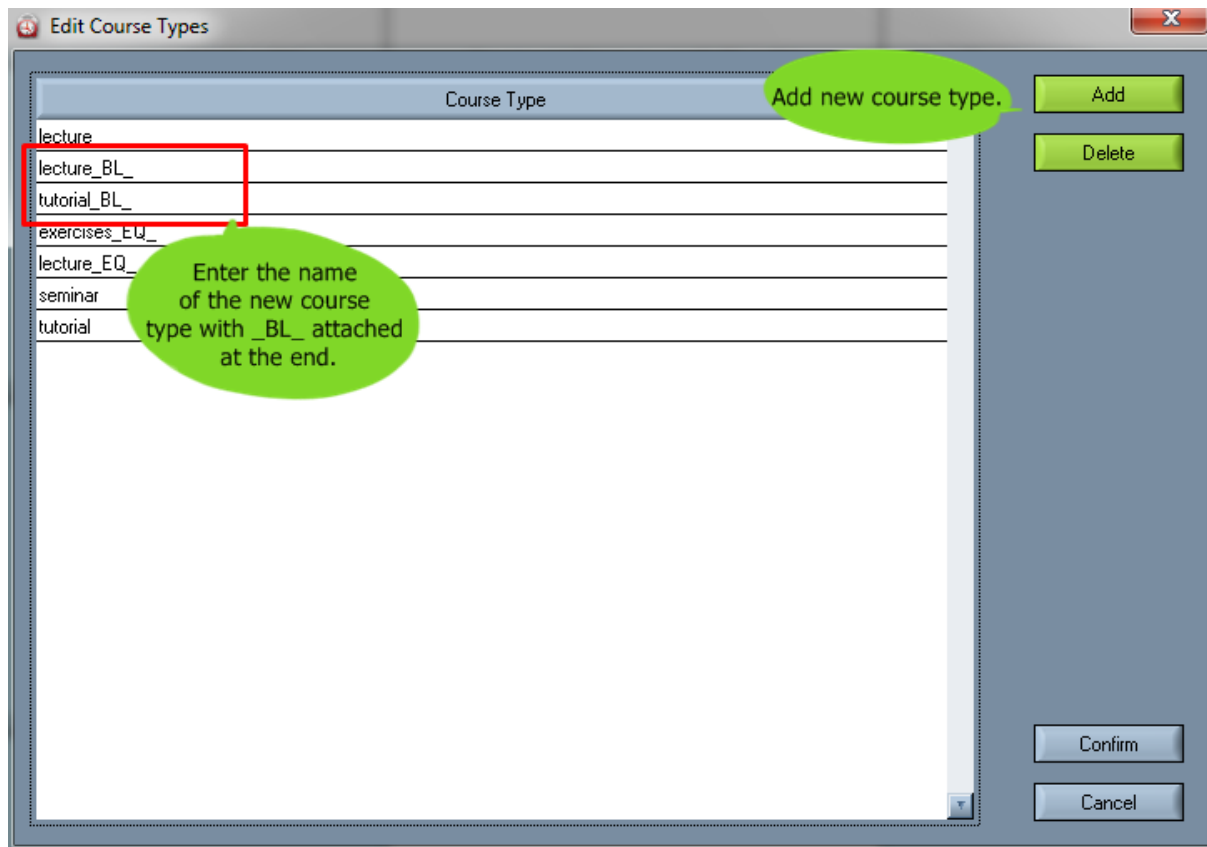 Edit Course Types
x
Course Type
Add new course type.
Add
lecture
Delete
lecture_BL_
tutorial_BL_
exercises_EQ_
lecture_EQ_
seminar
tutorial
Enter the name
of the new course
type with _BL_ attached
at the end.
Confirm
Cancel